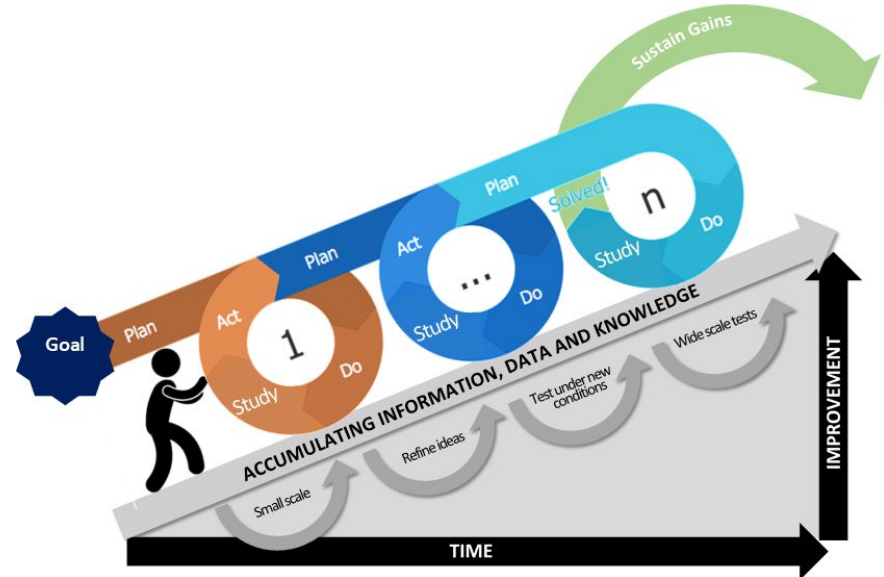 Goal
Plan
Act
1
Do
Study
Plan
Act
...
Do
Study
Plan
Solved!
n
Do
Study
Sustain Gains
ACCUMULATING INFORMATION, DATA AND KNOWLEDGE
Small scale
Refine ideas
Test under new
conditions
Wide scale tests
TIME
IMPROVEMENT